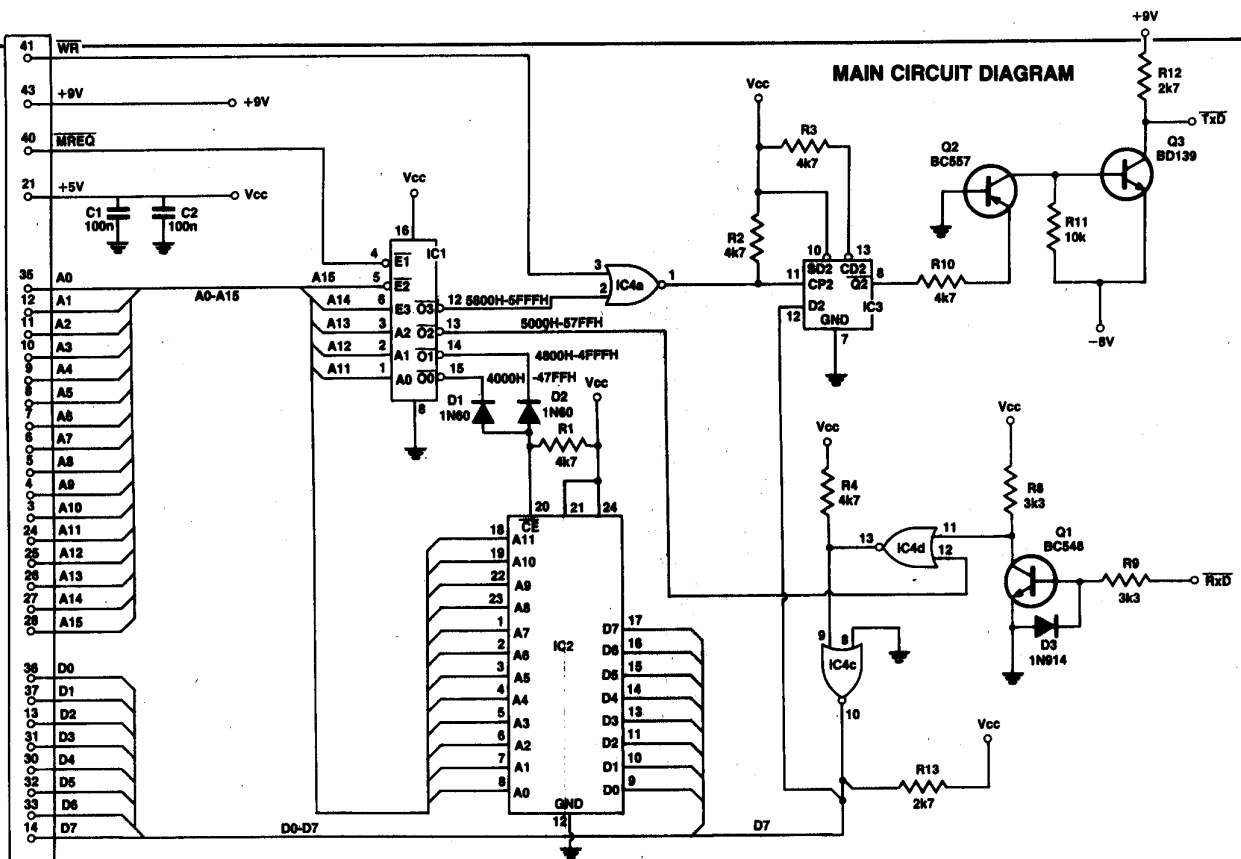 MAIN CIRCUIT DIAGRAM
41 WR
43 +9V
+9V
40 MREQ
21 +5V
Vcc
C1 100n
C2 100n
35 A0
12 A1
11 A2
10 A3
9 A4
8 A5
7 A6
6 A7
5 A8
4 A9
3 A10
24 A11
25 A12
26 A13
27 A14
28 A15
36 D0
37 D1
13 D2
31 D3
30 D4
32 D5
33 D6
14 D7
A0-A15
D0-D7
D7
Vcc
16
IC1
4 E1
A15 5 E2
A14 6 E3
A13 3 A2
A12 2 A1
A11 1 A0
O3 12 5800H-5FFFH
O2 13 5000H-57FFH
O1 14 4800H-4FFFH
O0 15 4000H -47FFH
8
D1 1N60
D2 1N60
R1 4k7
Vcc
20 21 24
CE
18 A11
19 A10
22 A9
23 A8
1 A7
2 A6
3 A5
4 A4
5 A3
6 A2
7 A1
8 A0
IC2
D7 17
D6 16
D5 15
D4 14
D3 13
D2 11
D1 10
D0 9
GND
12
3
2
IC4a
1
Vcc
R3 4k7
R2 4k7
10 13
SD2 CD2
11 CP2
Q2 8
12 D2
IC3
GND
7
R10 4k7
Q2 BC557
R11 10k
-6V
+9V
R12 2k7
TxD
Q3 BD139
Vcc
R4 4k7
13
IC4d
11
12
Vcc
R8 3k3
Q1 BC548
R9 3k3
RxD
D3 1N914
9 8
IC4c
10
Vcc
R13 2k7